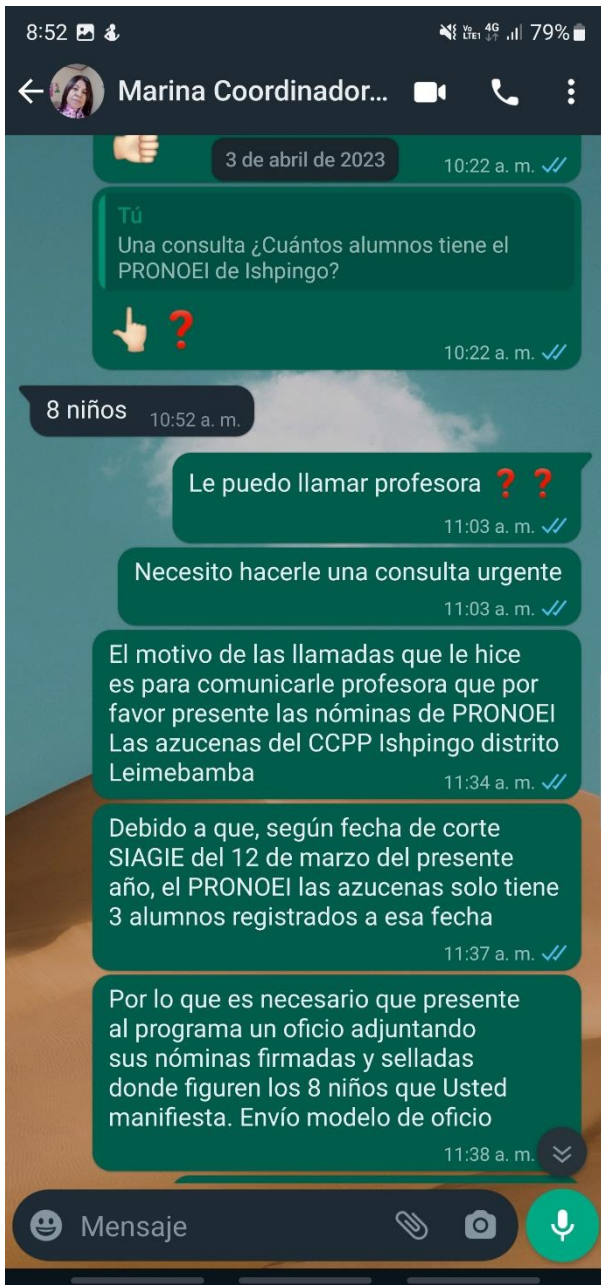 8:52
Vo LTE1 4G 79%
Marina Coordinador...
3 de abril de 2023
10:22 a. m.
Tú
Una consulta ¿Cuántos alumnos tiene el
PRONOEI de Ishpingo?
👆🏻❓
10:22 a. m.
8 niños 10:52 a. m.
Le puedo llamar profesora ❓❓
11:03 a. m.
Necesito hacerle una consulta urgente
11:03 a. m.
El motivo de las llamadas que le hice
es para comunicarle profesora que por
favor presente las nóminas de PRONOEI
Las azucenas del CCPP Ishpingo distrito
Leimebamba
11:34 a. m.
Debido a que, según fecha de corte
SIAGIE del 12 de marzo del presente
año, el PRONOEI las azucenas solo tiene
3 alumnos registrados a esa fecha
11:37 a. m.
Por lo que es necesario que presente
al programa un oficio adjuntando
sus nóminas firmadas y selladas
donde figuren los 8 niños que Usted
manifiesta. Envío modelo de oficio
11:38 a. m.
Mensaje